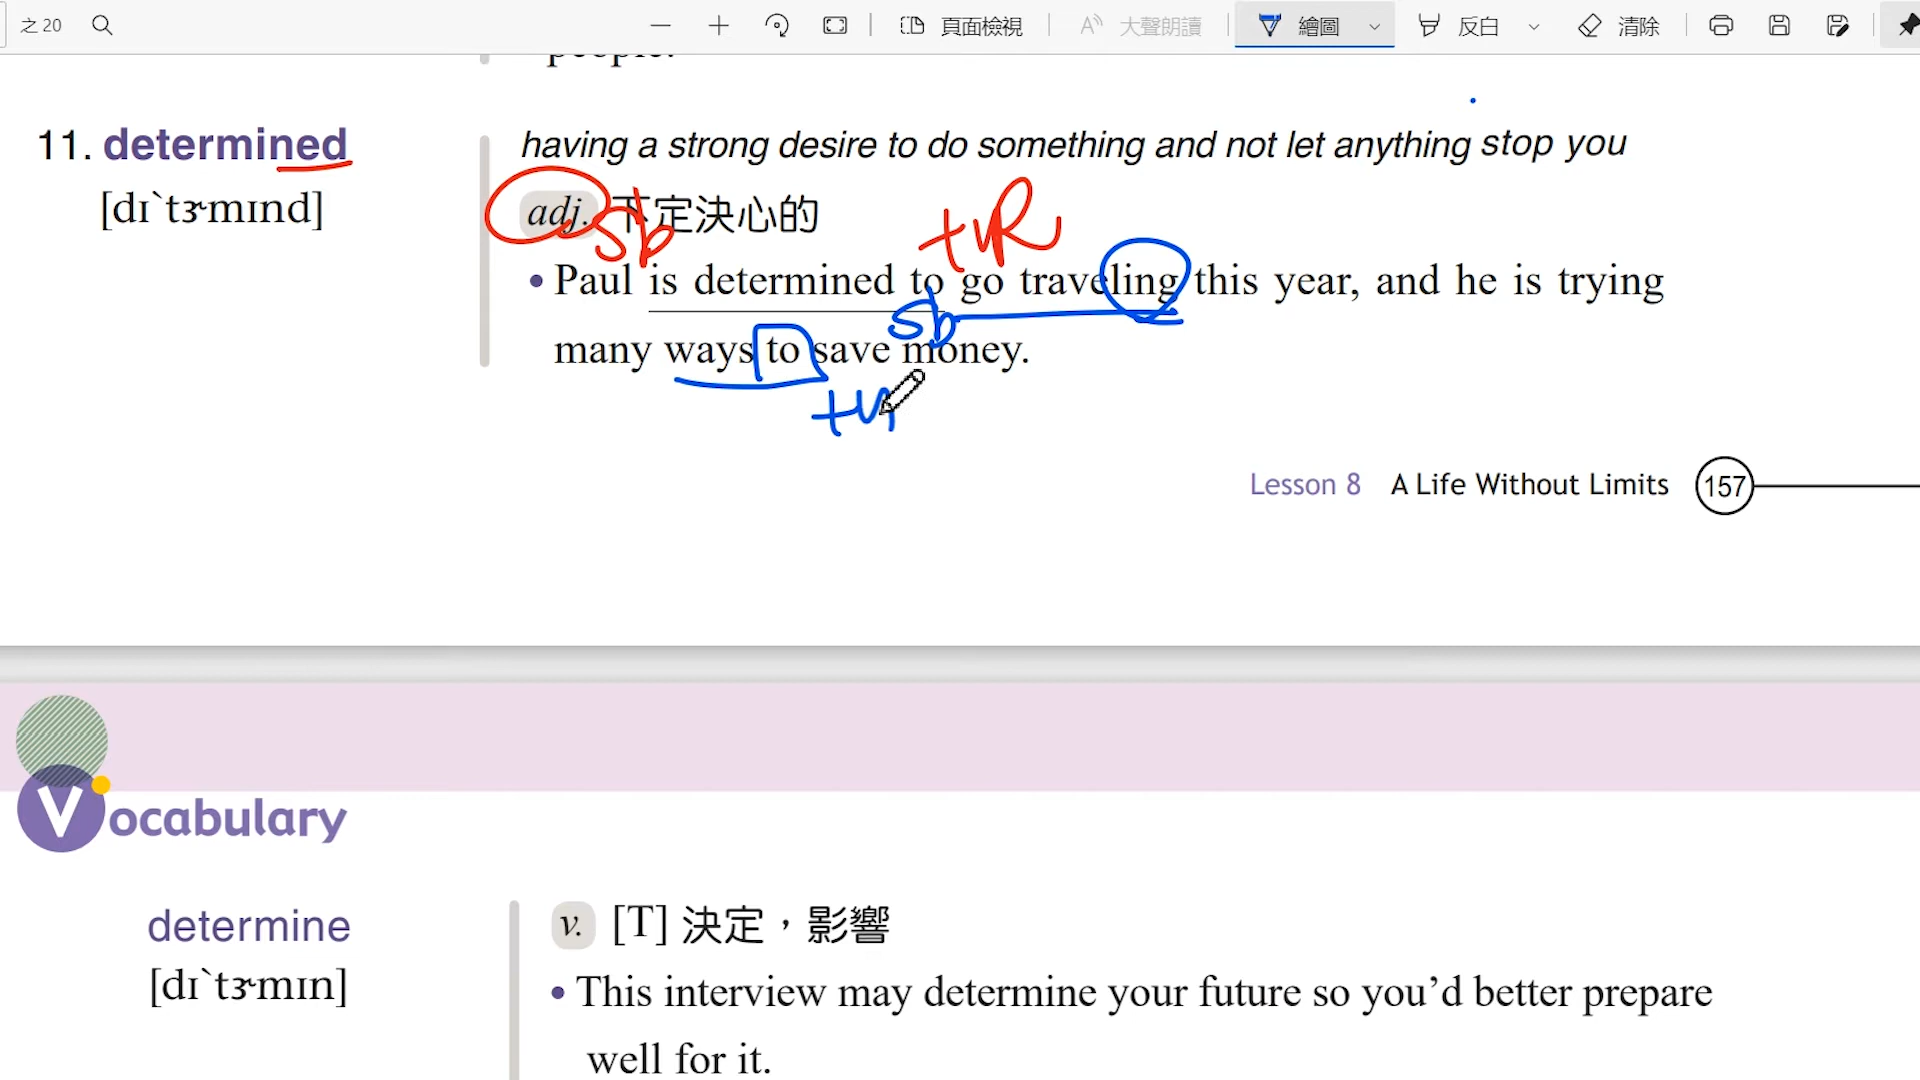 之 20 頁面檢視 大聲朗讀 繪圖 反白 清除
people.
11. determined having a strong desire to do something and not let anything stop you
[dɪˋtɝmɪnd] adj. 下定決心的
sb +VR
• Paul is determined to go traveling this year, and he is trying
sb
many ways to save money.
+V
Lesson 8 A Life Without Limits 157
Vocabulary
determine v. [T] 決定，影響
[dɪˋtɝmɪn]
• This interview may determine your future so you’d better prepare
well for it.